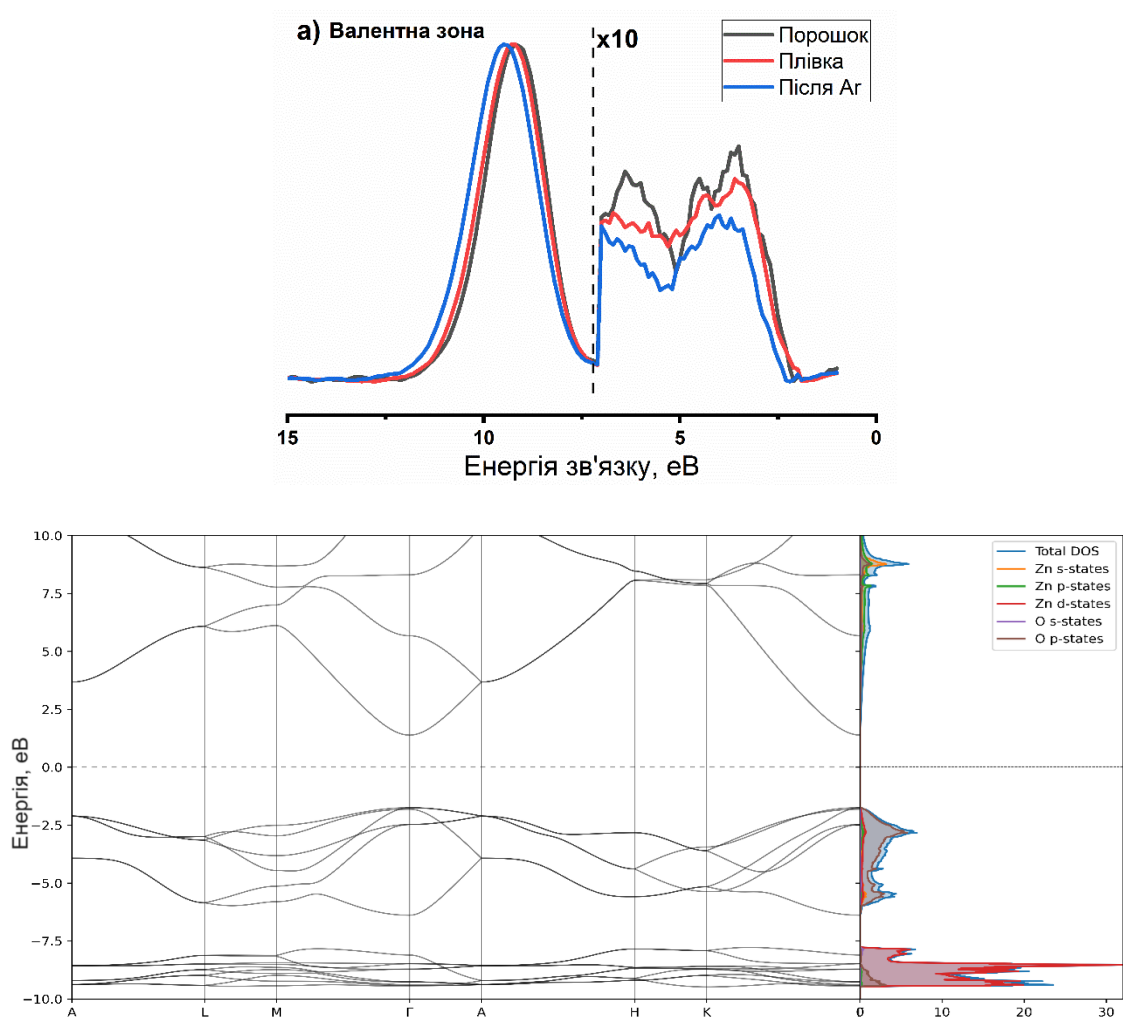 а) Валентна зона
x10
Порошок
Плівка
Після Ar
15
10
5
0
Енергія зв'язку, еВ
10.0
7.5
5.0
2.5
0.0
−2.5
−5.0
−7.5
−10.0
Енергія, еВ
A
L
M
Γ
A
H
K
0
10
20
30
Total DOS
Zn s-states
Zn p-states
Zn d-states
O s-states
O p-states